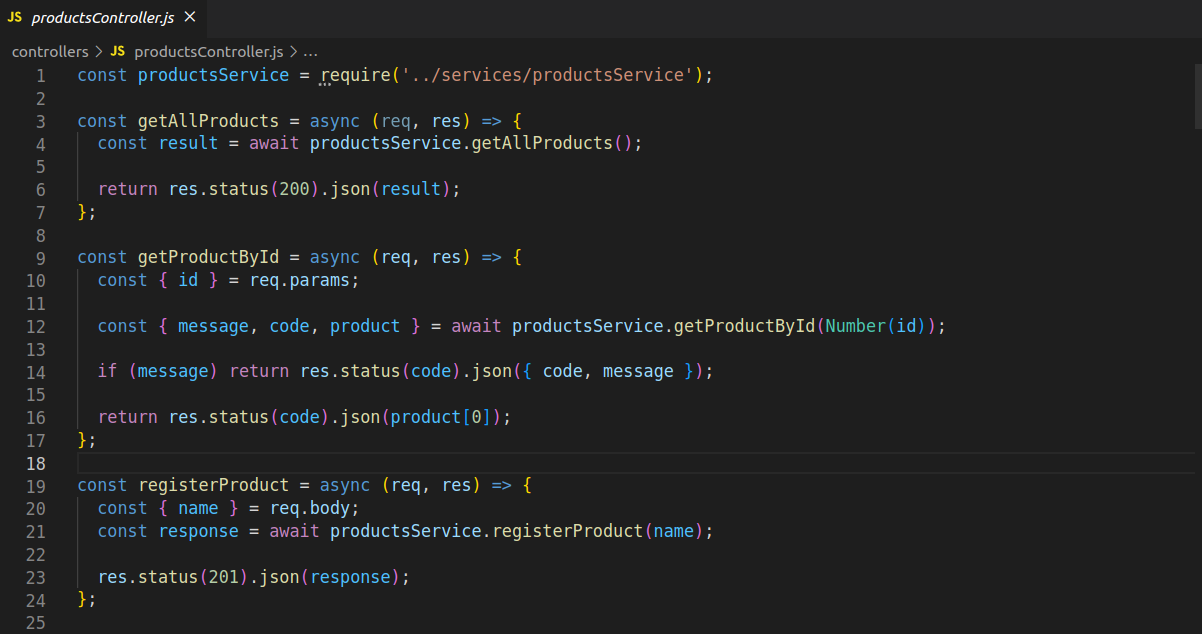 JS productsController.js ×
controllers > JS productsController.js > ...
1 const productsService = require('../services/productsService');
2
3 const getAllProducts = async (req, res) => {
4   const result = await productsService.getAllProducts();
5
6   return res.status(200).json(result);
7 };
8
9 const getProductById = async (req, res) => {
10   const { id } = req.params;
11
12   const { message, code, product } = await productsService.getProductById(Number(id));
13
14   if (message) return res.status(code).json({ code, message });
15
16   return res.status(code).json(product[0]);
17 };
18
19 const registerProduct = async (req, res) => {
20   const { name } = req.body;
21   const response = await productsService.registerProduct(name);
22
23   res.status(201).json(response);
24 };
25